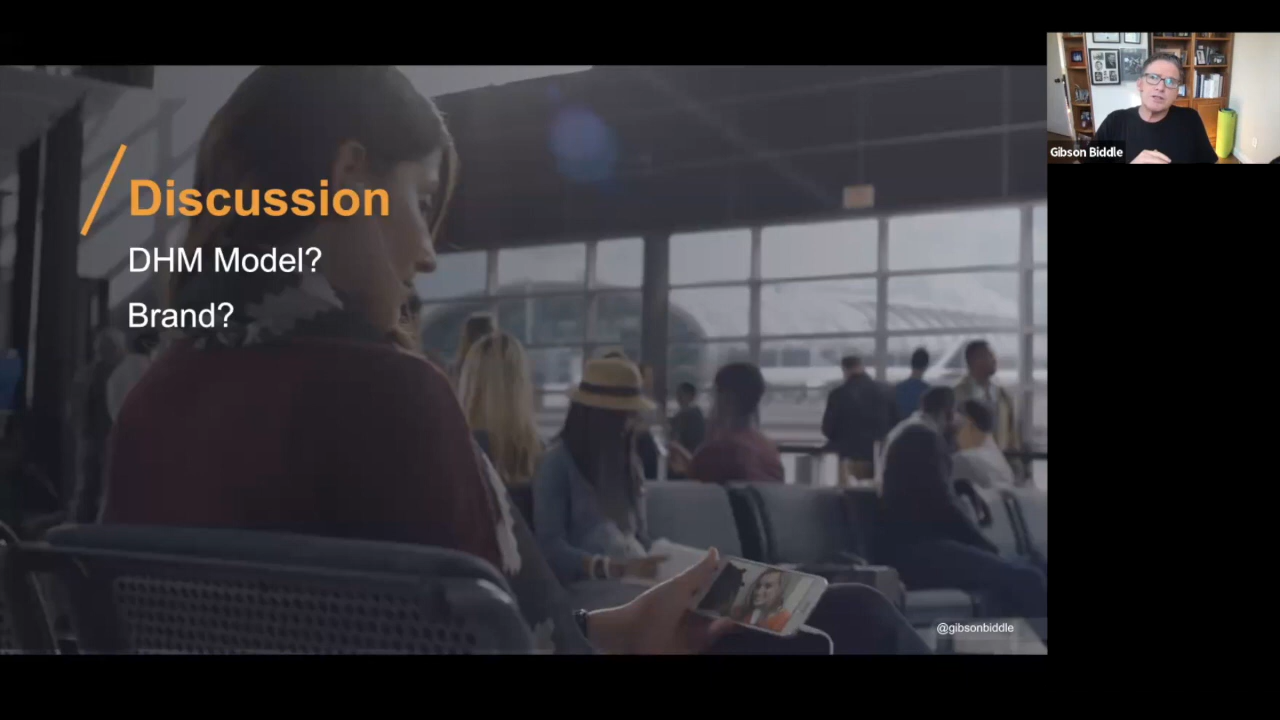 Discussion
DHM Model?
Brand?
@gibsonbiddle
Gibson Biddle